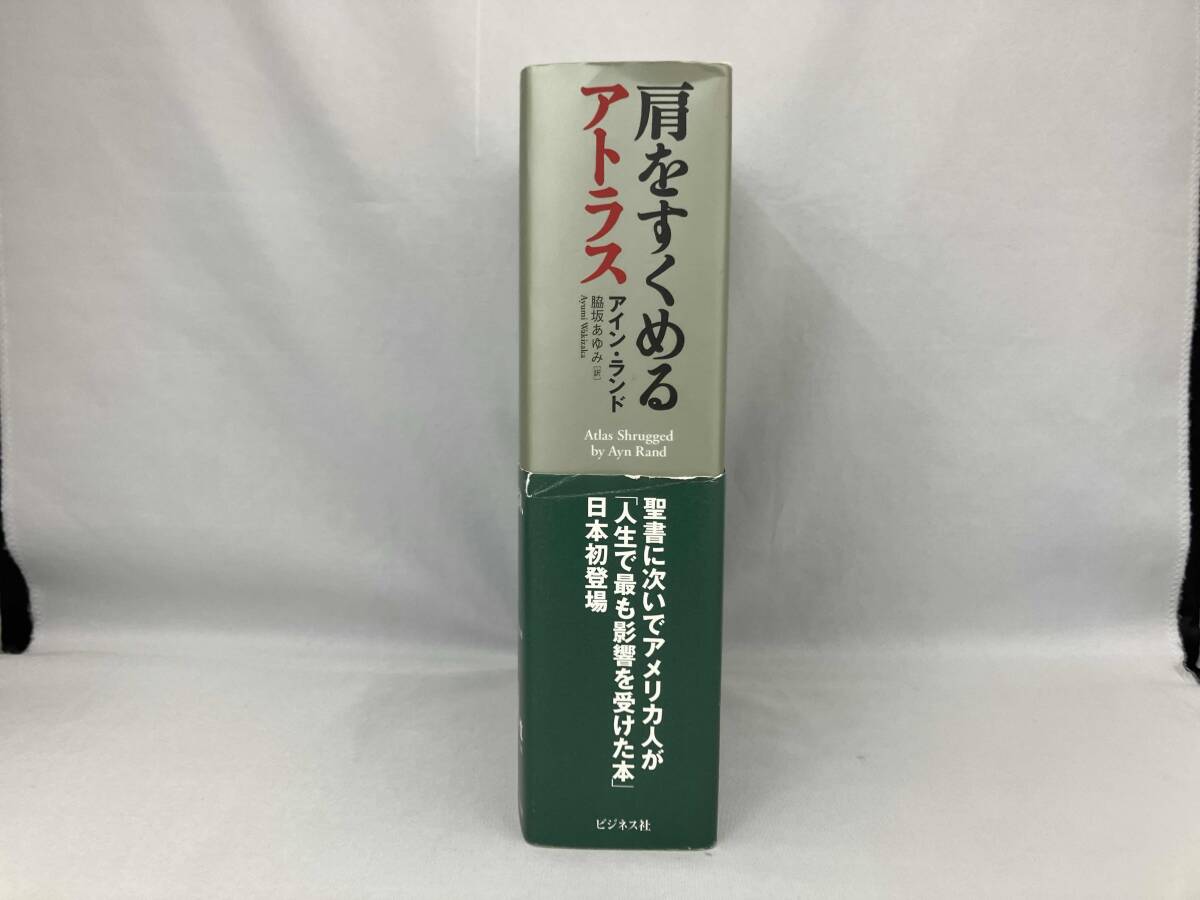 肩をすくめる
アトラス
アイン・ランド
脇坂あゆみ［訳］
Ayumi Wakizaka
Atlas Shrugged
by Ayn Rand
聖書に次いでアメリカ人が
「人生で最も影響を受けた本」
日本初登場
ビジネス社